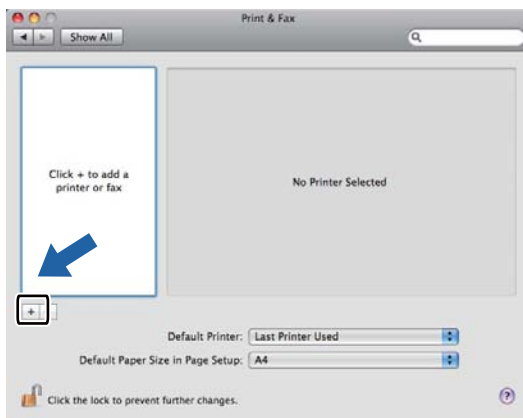 Print & Fax
Show All
Click + to add a
printer or fax
No Printer Selected
+
Default Printer: Last Printer Used
Default Paper Size in Page Setup: A4
Click the lock to prevent further changes.
?